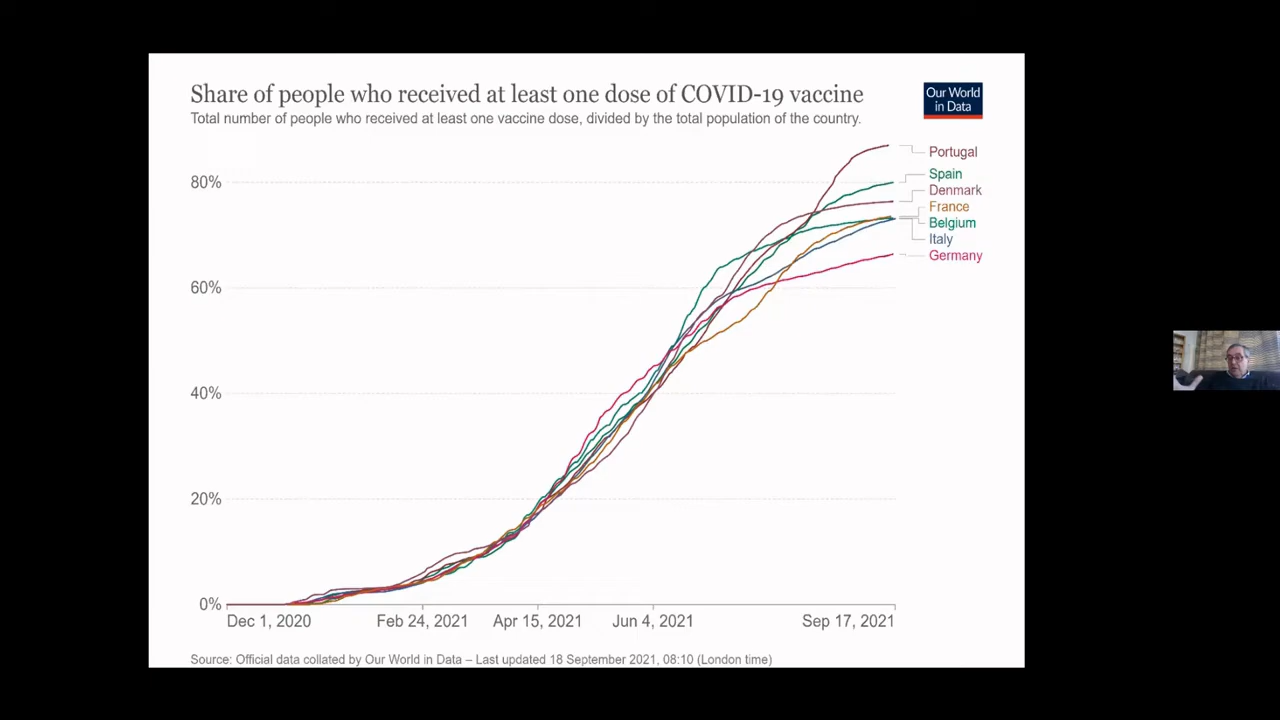 Share of people who received at least one dose of COVID-19 vaccine
Total number of people who received at least one vaccine dose, divided by the total population of the country.
Our World
in Data
Portugal
80%
Spain
Denmark
France
Belgium
Italy
Germany
60%
40%
20%
0%
Dec 1, 2020
Feb 24, 2021
Apr 15, 2021
Jun 4, 2021
Sep 17, 2021
Source: Official data collated by Our World in Data – Last updated 18 September 2021, 08:10 (London time)